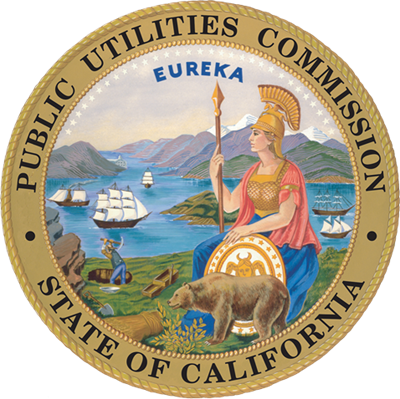 PUBLIC UTILITIES COMMISSION
EUREKA
• STATE OF CALIFORNIA •